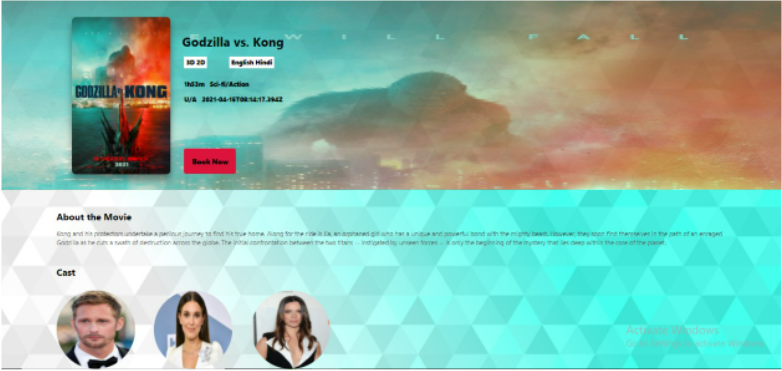 WILL FALL
Godzilla vs. Kong
3D 2D English Hindi
1h53m Sci-fi/Action
U/A 2021-04-15T08:14:17.394Z
GODZILLA vs KONG
2021
Book Now
About the Movie
Kong and his protectors undertake a perilous journey to find his true home. Along for the ride is Jia, an orphaned girl who has a unique and powerful bond with the mighty beast. However, they soon find themselves in the path of an enraged
Godzilla as he cuts a swath of destruction across the globe. The initial confrontation between the two titans -- instigated by unseen forces -- is only the beginning of the mystery that lies deep within the core of the planet.
Cast
Activate Windows
Go to Settings to activate Windows.